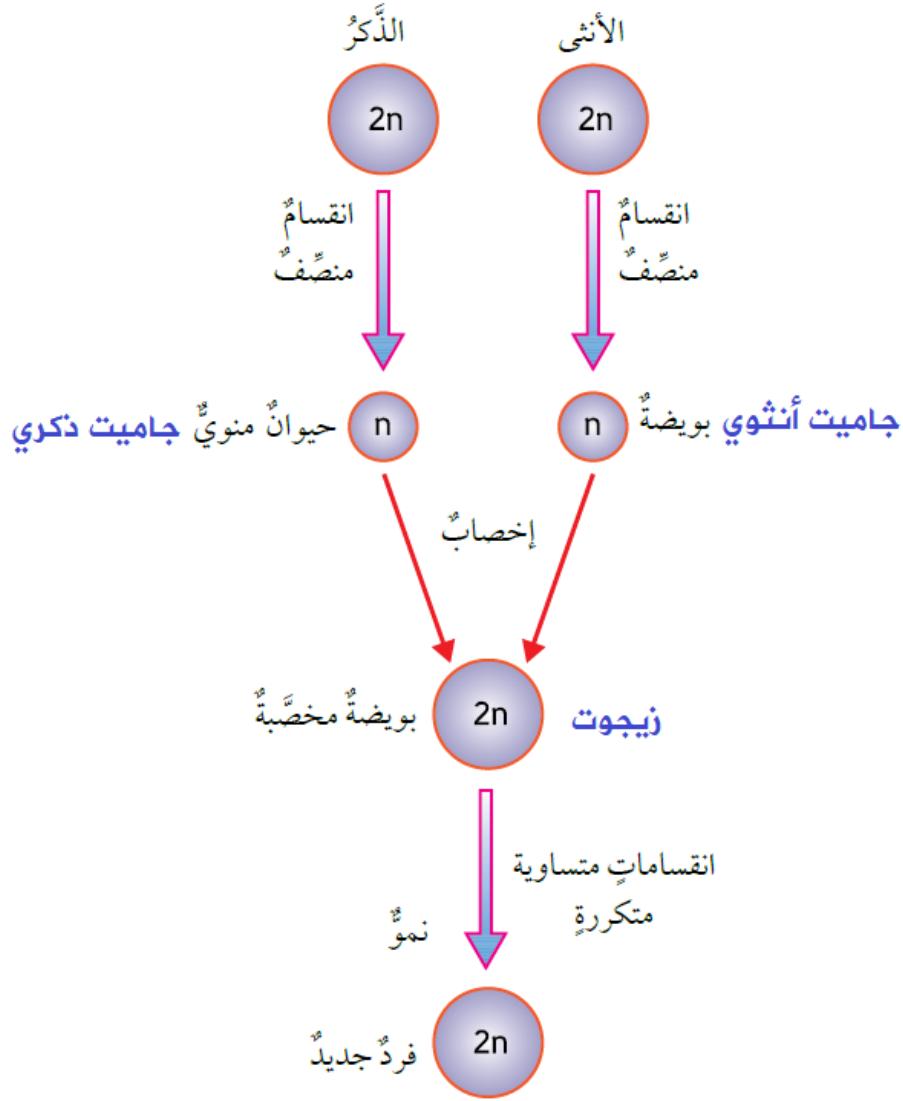 الأنثى
الذَّكرُ
2n
2n
انقسامٌ
منصِّفٌ
انقسامٌ
منصِّفٌ
جاميت أنثوي بويضةٌ n
n حيوانٌ منويٌّ جاميت ذكري
إخصابٌ
زيجوت 2n بويضةٌ مخصَّبةٌ
انقساماتٍ متساوية
متكررةٍ
نموٌّ
2n فردٌ جديدٌ